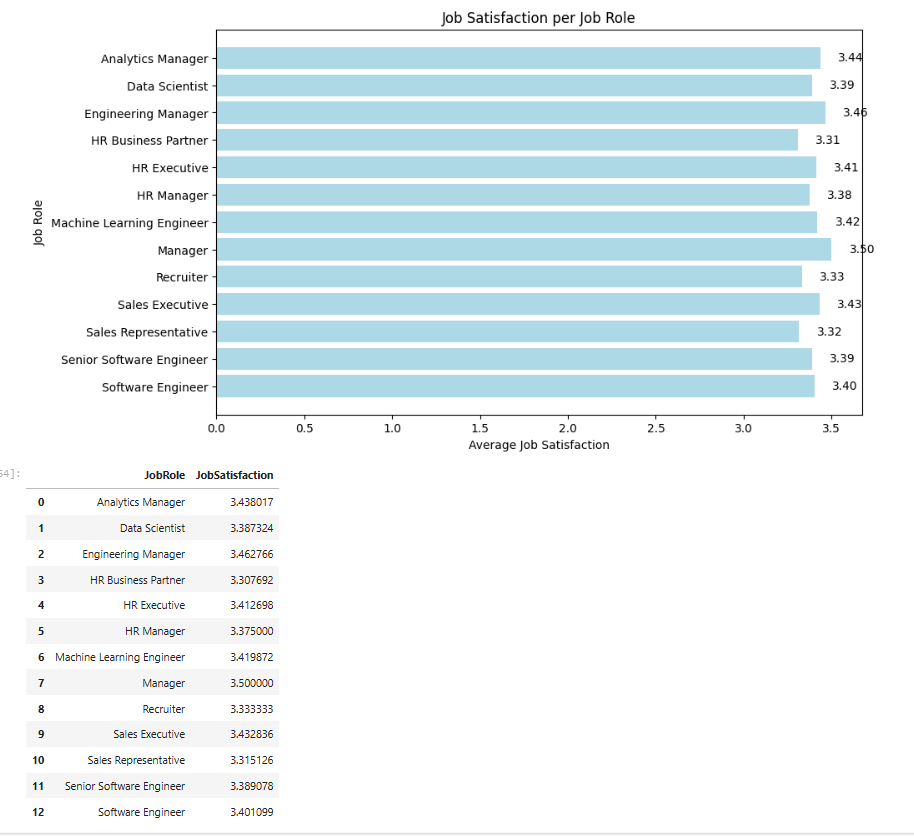 Job Satisfaction per Job Role
Analytics Manager 3.44
Data Scientist 3.39
Engineering Manager 3.46
HR Business Partner 3.31
HR Executive 3.41
HR Manager 3.38
Machine Learning Engineer 3.42
Manager 3.50
Recruiter 3.33
Sales Executive 3.43
Sales Representative 3.32
Senior Software Engineer 3.39
Software Engineer 3.40
Job Role
0.0 0.5 1.0 1.5 2.0 2.5 3.0 3.5
Average Job Satisfaction
54]:
JobRole JobSatisfaction
0 Analytics Manager 3.438017
1 Data Scientist 3.387324
2 Engineering Manager 3.462766
3 HR Business Partner 3.307692
4 HR Executive 3.412698
5 HR Manager 3.375000
6 Machine Learning Engineer 3.419872
7 Manager 3.500000
8 Recruiter 3.333333
9 Sales Executive 3.432836
10 Sales Representative 3.315126
11 Senior Software Engineer 3.389078
12 Software Engineer 3.401099